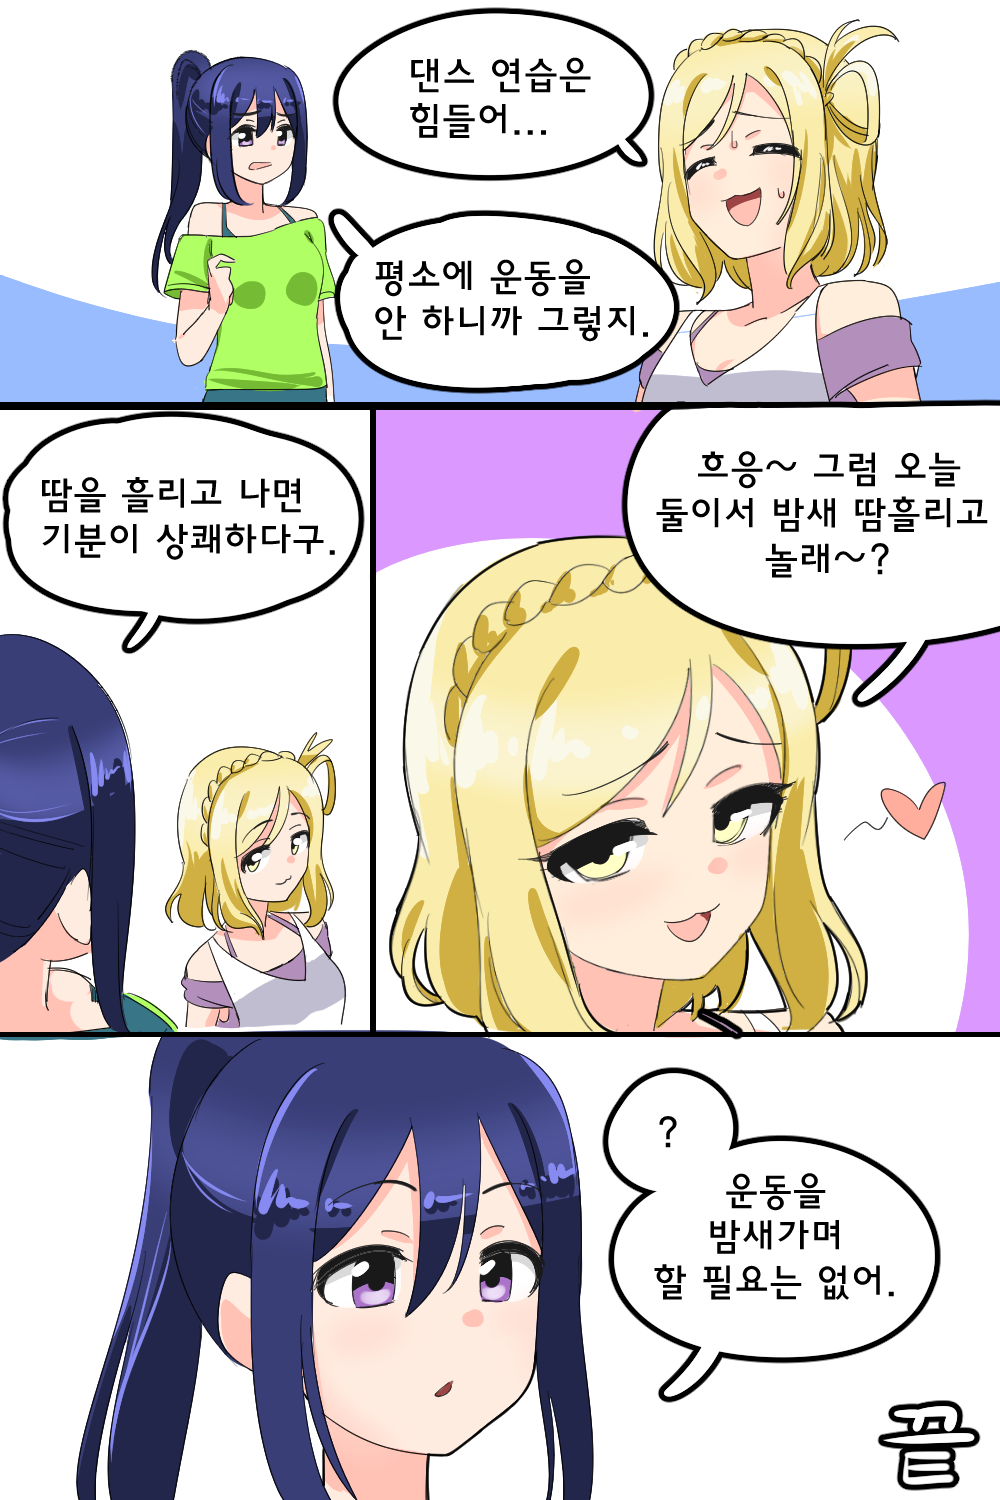 댄스 연습은
힘들어...
평소에 운동을
안 하니까 그렇지.
땀을 흘리고 나면
기분이 상쾌하다구.
흐응~ 그럼 오늘
둘이서 밤새 땀흘리고
놀래~?
?
운동을
밤새가며
할 필요는 없어.
끝